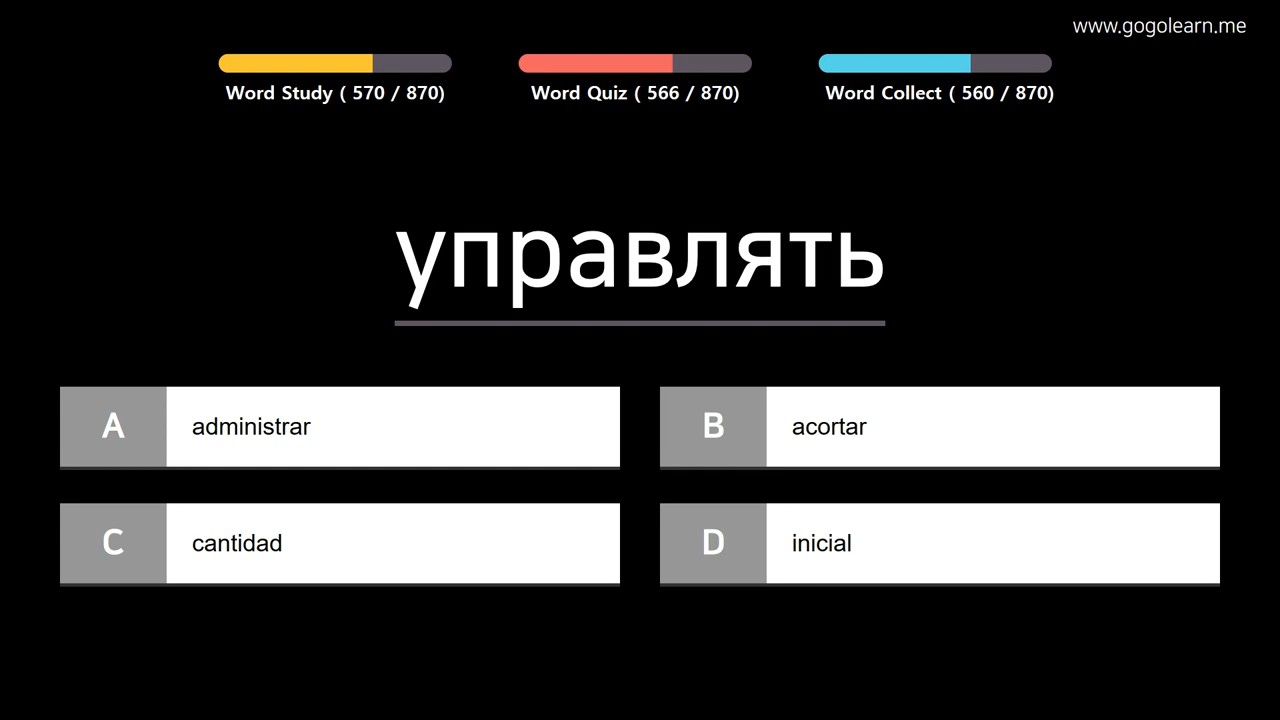 www.gogolearn.me
Word Study ( 570 / 870)
Word Quiz ( 566 / 870)
Word Collect ( 560 / 870)
управлять
A administrar
B acortar
C cantidad
D inicial